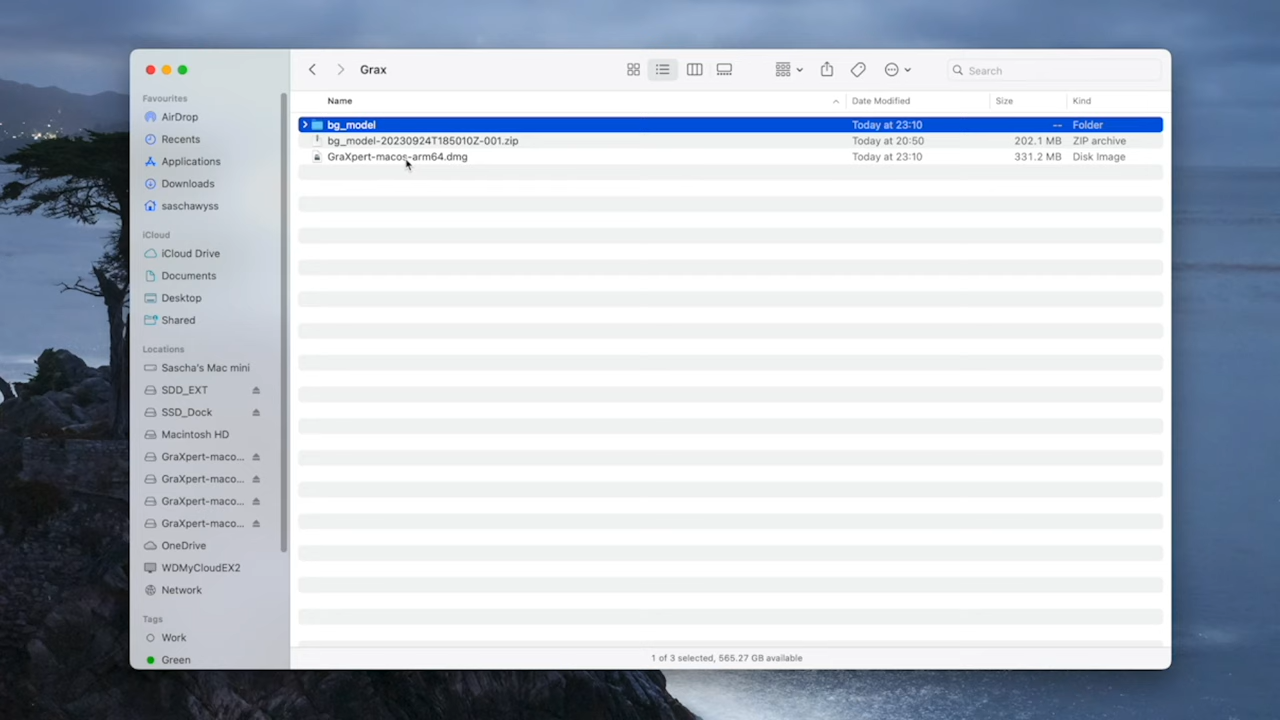 Grax
Search
Favourites
AirDrop
Recents
Applications
Downloads
saschawyss
iCloud
iCloud Drive
Documents
Desktop
Shared
Locations
Sascha's Mac mini
SDD_EXT
SSD_Dock
Macintosh HD
GraXpert-maco...
GraXpert-maco...
GraXpert-maco...
GraXpert-maco...
OneDrive
WDMyCloudEX2
Network
Tags
Work
Green
Name Date Modified Size Kind
bg_model Today at 23:10 -- Folder
bg_model-20230924T185010Z-001.zip Today at 20:50 202.1 MB ZIP archive
GraXpert-macos-arm64.dmg Today at 23:10 331.2 MB Disk Image
1 of 3 selected, 565.27 GB available